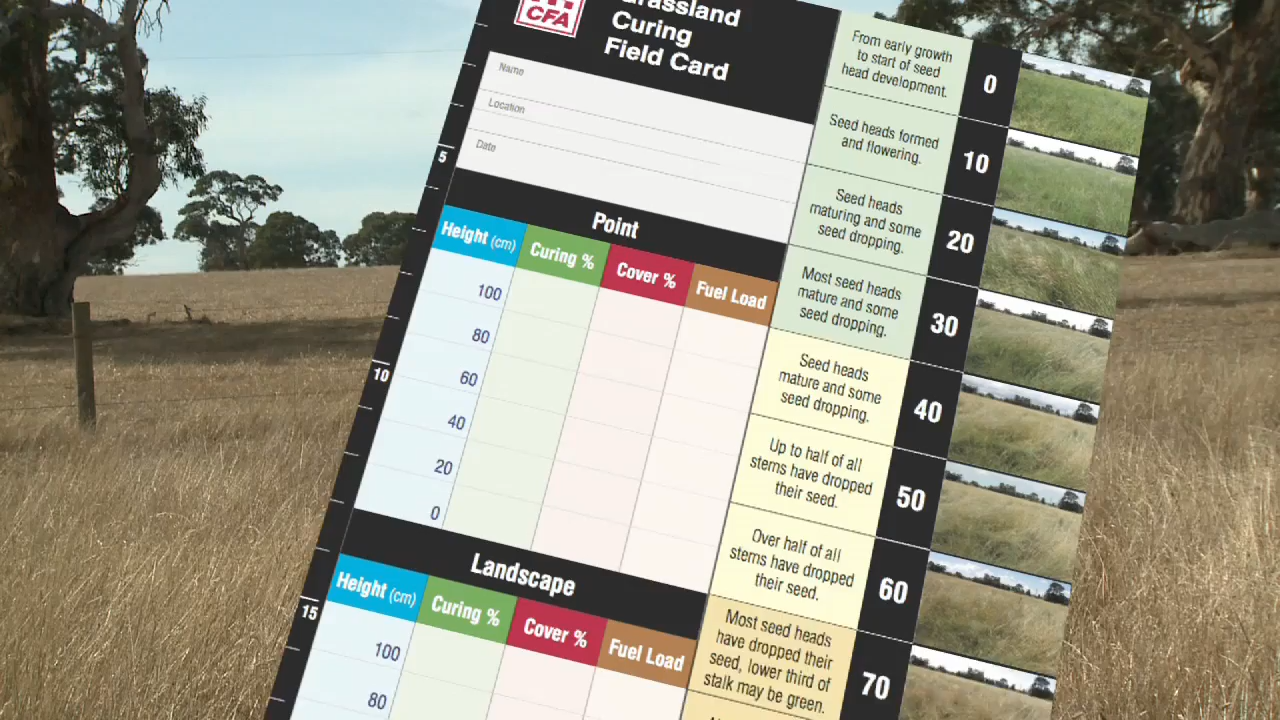 CFA
Grassland
Curing
Field Card
Name
Location
Date
5
10
15
Point
Height (cm)
Curing %
Cover %
Fuel Load
100
80
60
40
20
0
Landscape
Height (cm)
Curing %
Cover %
Fuel Load
100
80
From early growth
to start of seed
head development.
0
Seed heads formed
and flowering.
10
Seed heads
maturing and some
seed dropping.
20
Most seed heads
mature and some
seed dropping.
30
Seed heads
mature and some
seed dropping.
40
Up to half of all
stems have dropped
their seed.
50
Over half of all
stems have dropped
their seed.
60
Most seed heads
have dropped their
seed, lower third of
stalk may be green.
70